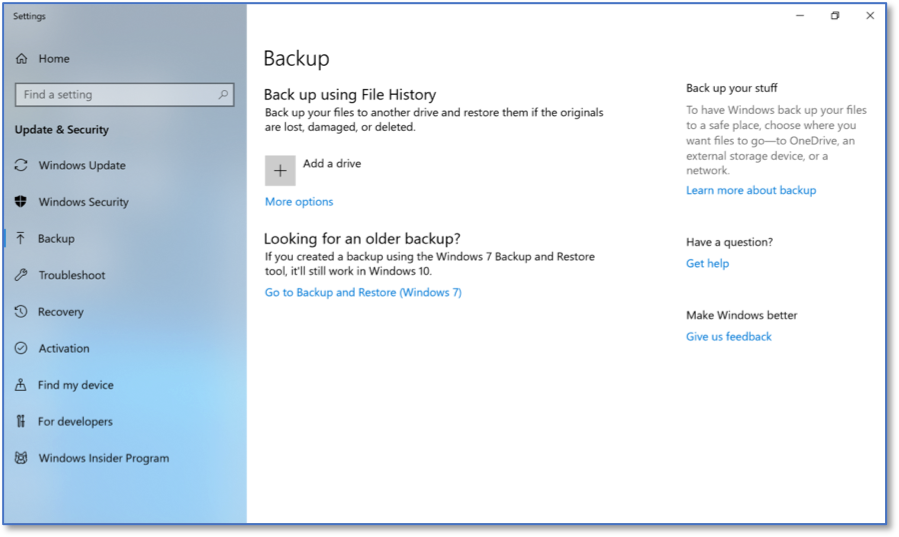 Settings
Home
Find a setting
Update & Security
Windows Update
Windows Security
Backup
Troubleshoot
Recovery
Activation
Find my device
For developers
Windows Insider Program
Backup
Back up using File History
Back up your files to another drive and restore them if the originals
are lost, damaged, or deleted.
Add a drive
More options
Looking for an older backup?
If you created a backup using the Windows 7 Backup and Restore
tool, it'll still work in Windows 10.
Go to Backup and Restore (Windows 7)
Back up your stuff
To have Windows back up your files
to a safe place, choose where you
want files to go—to OneDrive, an
external storage device, or a
network.
Learn more about backup
Have a question?
Get help
Make Windows better
Give us feedback